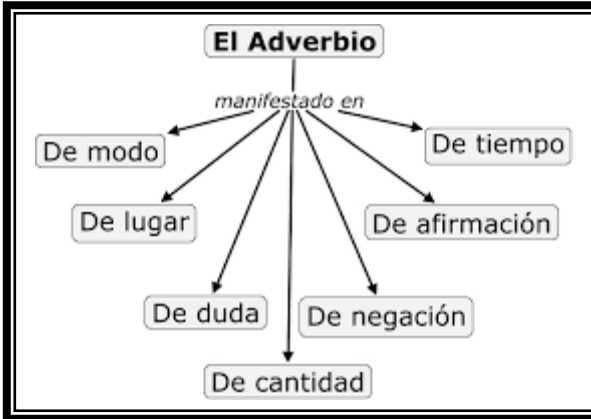 El Adverbio
manifestado en
De modo
De tiempo
De lugar
De afirmación
De duda
De negación
De cantidad